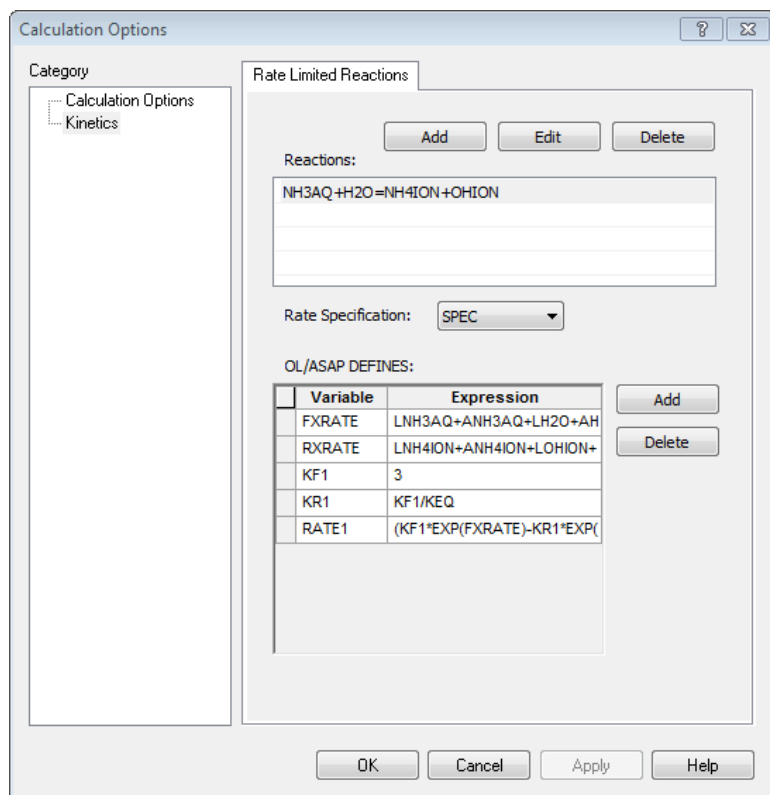 Calculation Options
Category
Calculation Options
Kinetics
Rate Limited Reactions
Add Edit Delete
Reactions:
NH3AQ+H2O=NH4ION+OHION
Rate Specification: SPEC
OL/ASAP DEFINES:
Variable Expression
FXRATE LNH3AQ+ANH3AQ+LH2O+AH
RXRATE LNH4ION+ANH4ION+LOHION+
KF1 3
KR1 KF1/KEQ
RATE1 (KF1*EXP(FXRATE)-KR1*EXP(
Add
Delete
OK Cancel Apply Help